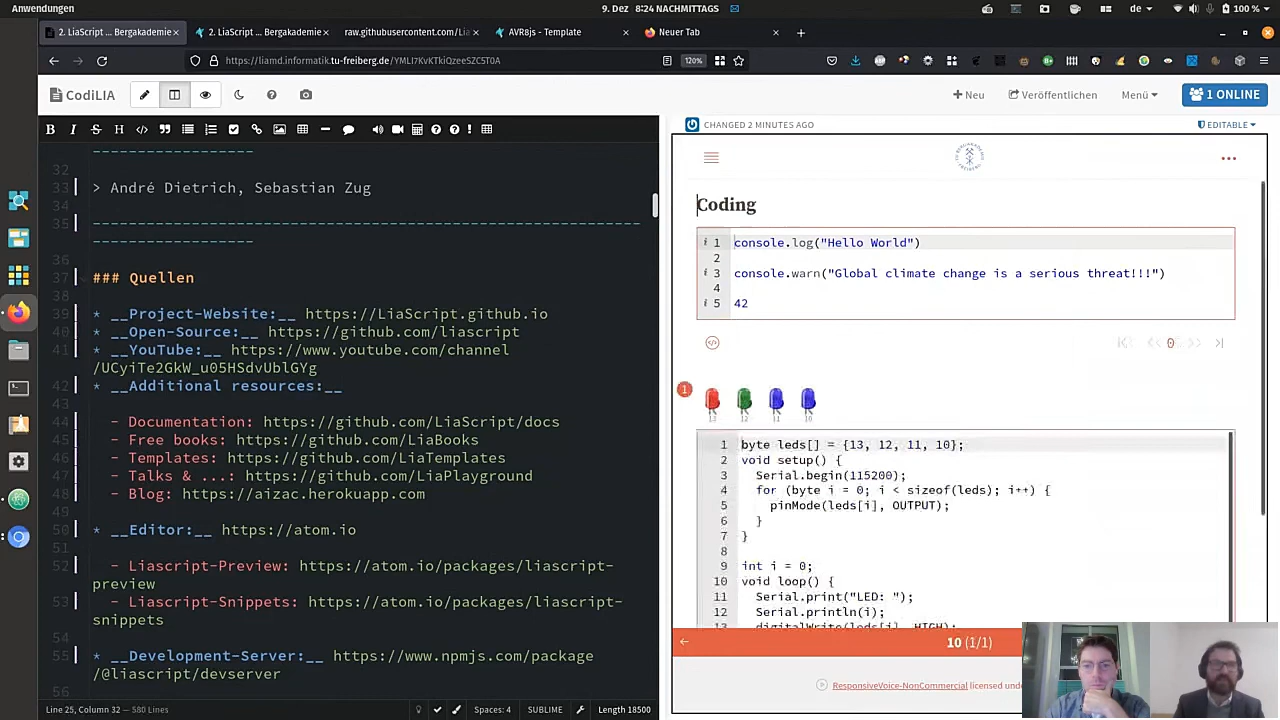 Anwendungen
9. Dez 8:24 NACHMITTAGS
de
100 %
2. LiaScript ... Bergakademie
2. LiaScript ... Bergakademie
raw.githubusercontent.com/Lia
AVR8js - Template
Neuer Tab
https://liamd.informatik.tu-freiberg.de/YMLI7KvKTkiQzeeSZC5T0A
120%
CodiLIA
Neu
Veröffentlichen
Menü
1 ONLINE
CHANGED 2 MINUTES AGO
EDITABLE
32
33 > André Dietrich, Sebastian Zug
34
35 ---------------------------------------------------------------
------------------
36
37 ### Quellen
38
39 * __Project-Website:__ https://LiaScript.github.io
40 * __Open-Source:__ https://github.com/liascript
41 * __YouTube:__ https://www.youtube.com/channel
/UCyiTe2GkW_u05HSdvUblGYg
42 * __Additional resources:__
43
44 - Documentation: https://github.com/LiaScript/docs
45 - Free books: https://github.com/LiaBooks
46 - Templates: https://github.com/LiaTemplates
47 - Talks & ...: https://github.com/LiaPlayground
48 - Blog: https://aizac.herokuapp.com
49
50 * __Editor:__ https://atom.io
51
52 - Liascript-Preview: https://atom.io/packages/liascript-
preview
53 - Liascript-Snippets: https://atom.io/packages/liascript-
snippets
54
55 * __Development-Server:__ https://www.npmjs.com/package
/@liascript/devserver
56
Line 25, Column 32 — 580 Lines
Spaces: 4
SUBLIME
Length 18500
Coding
1 console.log("Hello World")
2
3 console.warn("Global climate change is a serious threat!!!")
4
5 42
0
1
13 12 11 10
1 byte leds[] = {13, 12, 11, 10};
2 void setup() {
3 Serial.begin(115200);
4 for (byte i = 0; i < sizeof(leds); i++) {
5 pinMode(leds[i], OUTPUT);
6 }
7 }
8
9 int i = 0;
10 void loop() {
11 Serial.print("LED: ");
12 Serial.println(i);
13 digitalWrite(leds[i], HIGH);
10 (1/1)
ResponsiveVoice-NonCommercial licensed under